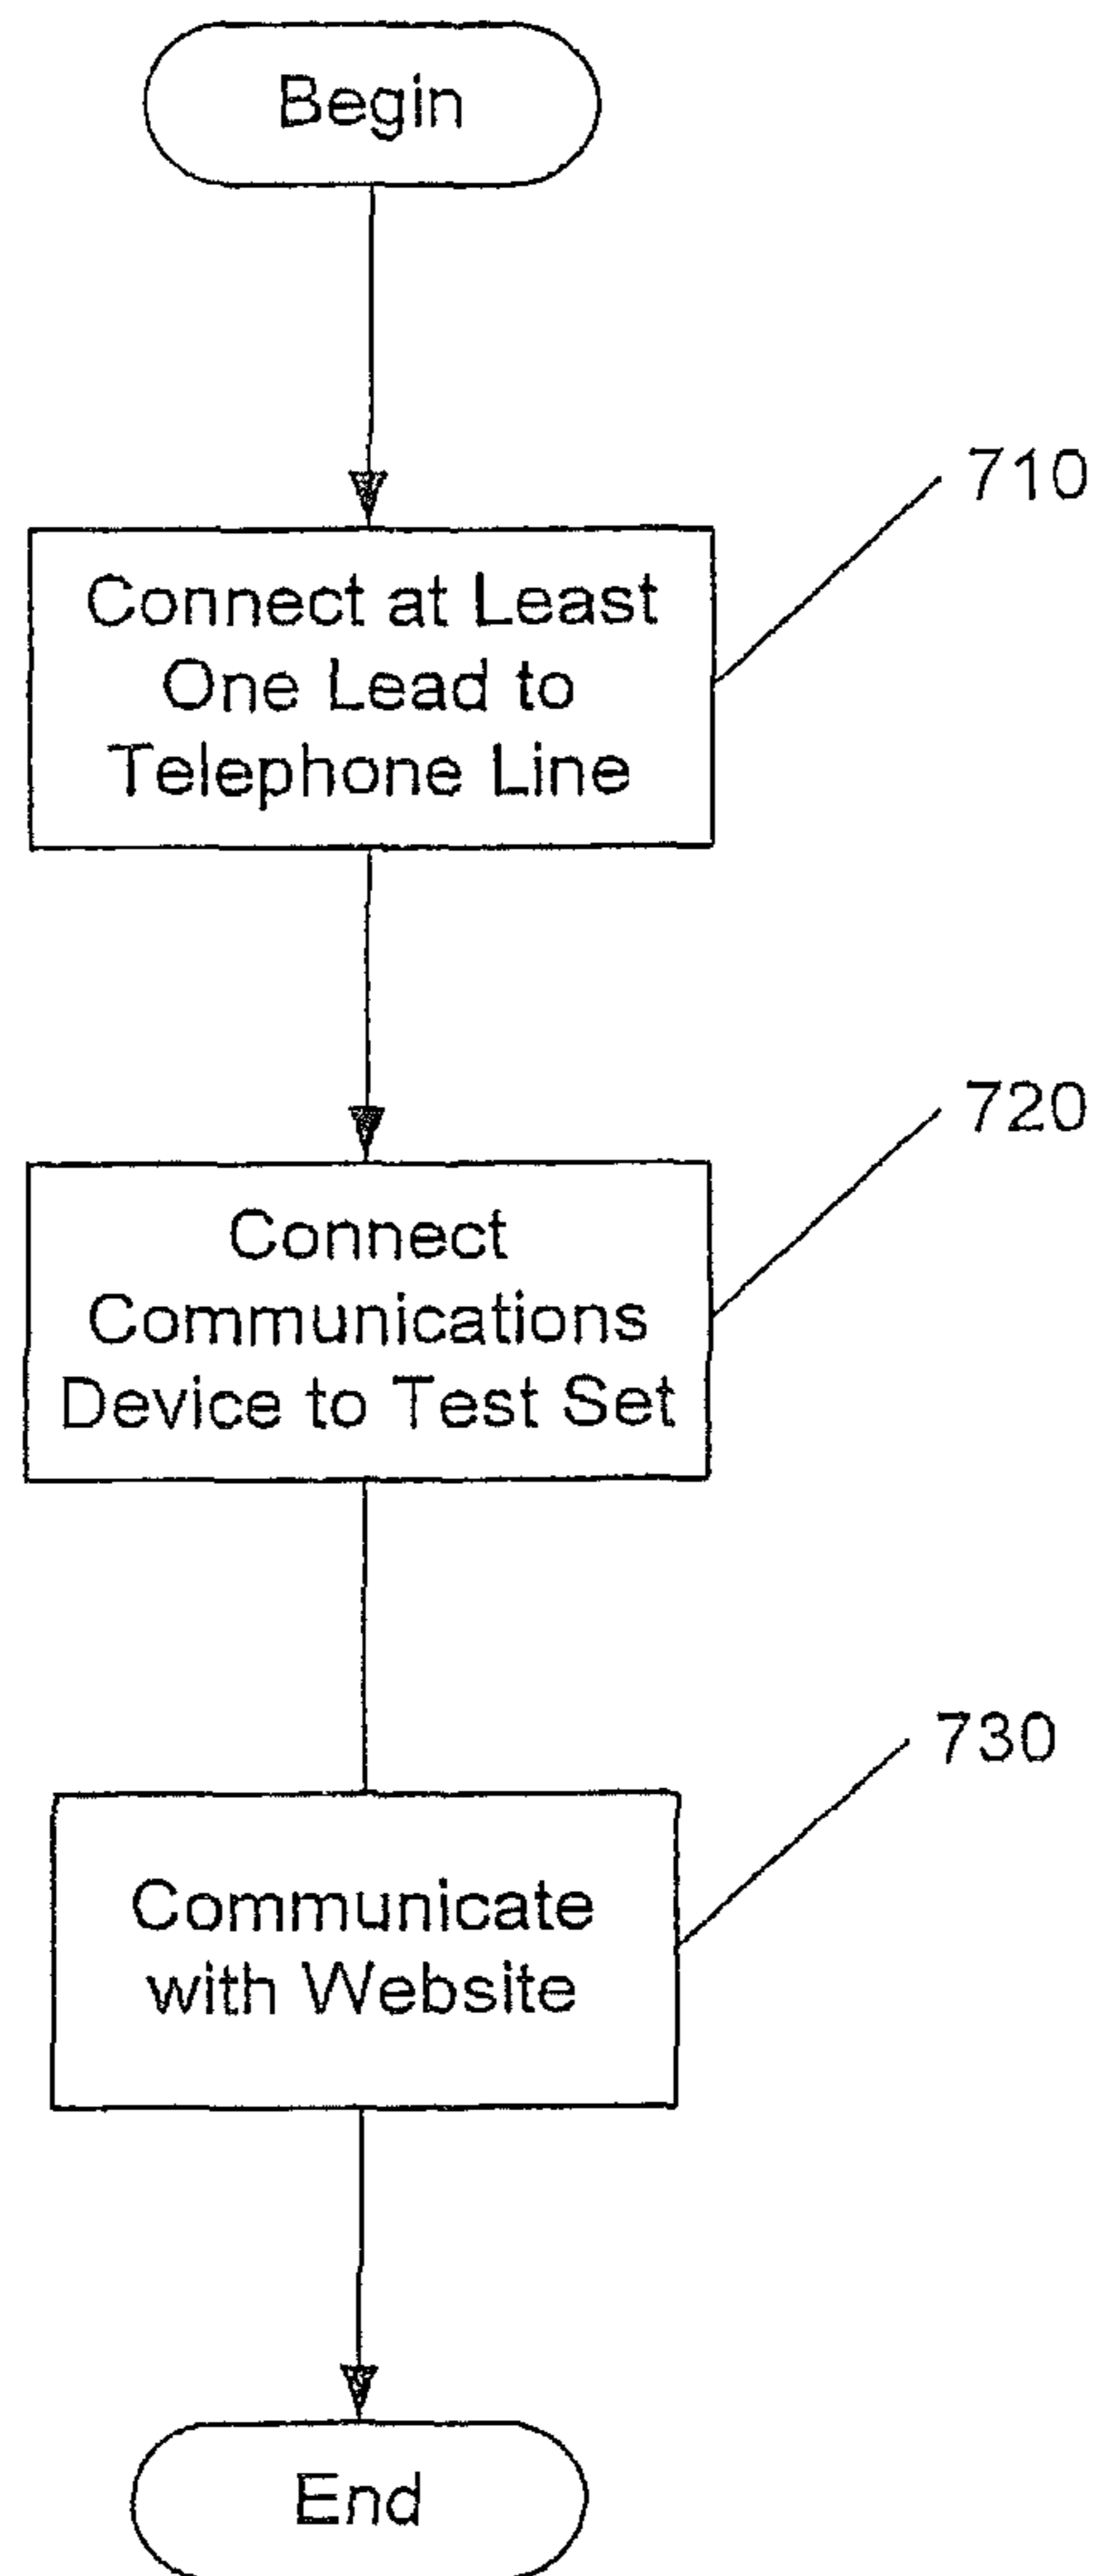 Begin
710
Connect at Least
One Lead to
Telephone Line
720
Connect
Communications
Device to Test Set
730
Communicate
with Website
End